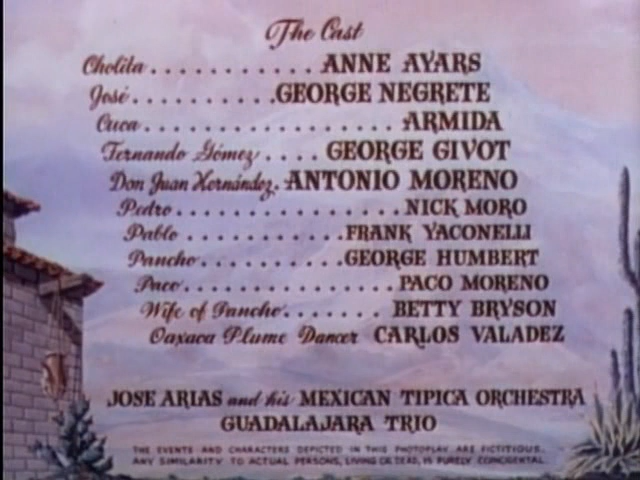 The Cast
Cholita............ANNE AYARS
José...........GEORGE NEGRETE
Cuca..................ARMIDA
Fernando Gómez.....GEORGE GIVOT
Don Juan Hernández.ANTONIO MORENO
Pedro................NICK MORO
Pablo............FRANK YACONELLI
Pancho...........GEORGE HUMBERT
Paco................PACO MORENO
Wife of Pancho.......BETTY BRYSON
Oaxaca Plume Dancer CARLOS VALADEZ
JOSE ARIAS and his MEXICAN TIPICA ORCHESTRA
GUADALAJARA TRIO
THE EVENTS AND CHARACTERS DEPICTED IN THIS PHOTOPLAY ARE FICTITIOUS.
ANY SIMILARITY TO ACTUAL PERSONS, LIVING OR DEAD, IS PURELY COINCIDENTAL.